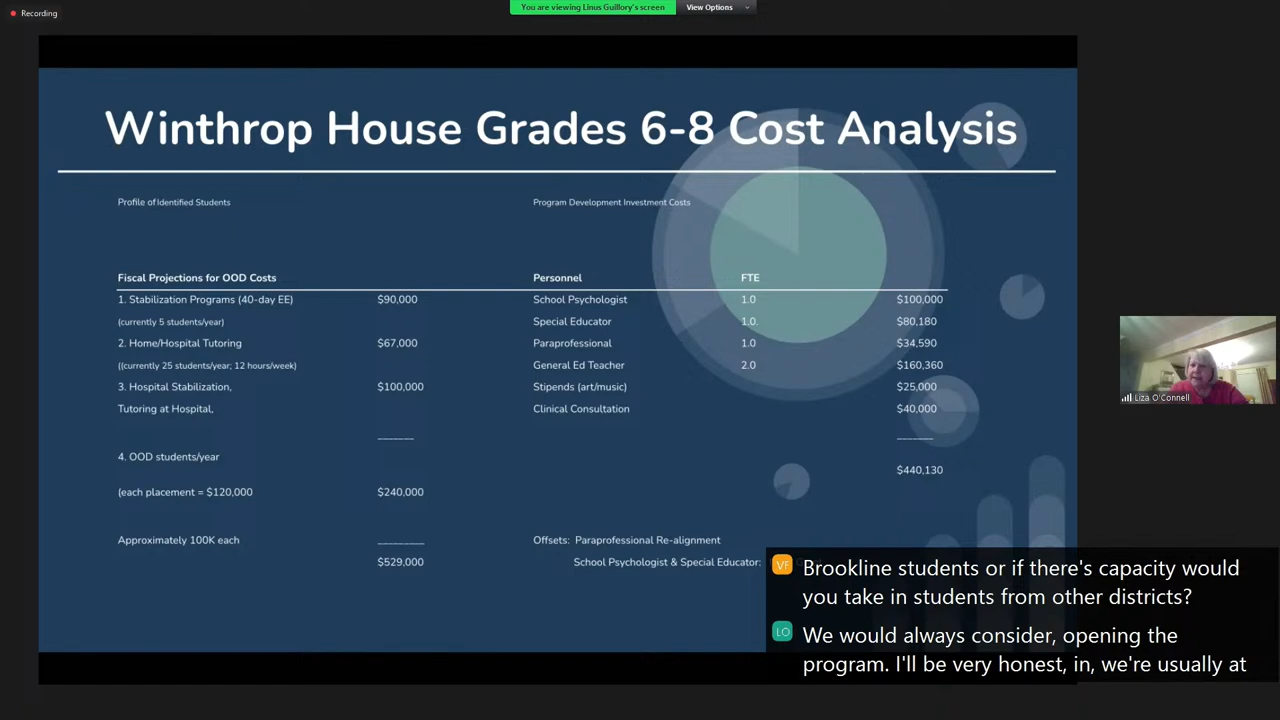 Recording
You are viewing Linus Guillory's screen
View Options
Winthrop House Grades 6-8 Cost Analysis
Profile of Identified Students
Program Development Investment Costs
Fiscal Projections for OOD Costs
Personnel FTE
1. Stabilization Programs (40-day EE) $90,000
School Psychologist 1.0 $100,000
(currently 5 students/year)
Special Educator 1.0. $80,180
2. Home/Hospital Tutoring $67,000
Paraprofessional 1.0 $34,590
((currently 25 students/year; 12 hours/week)
General Ed Teacher 2.0 $160,360
3. Hospital Stabilization, $100,000
Stipends (art/music) $25,000
Tutoring at Hospital,
Clinical Consultation $40,000
4. OOD students/year
$440,130
(each placement = $120,000 $240,000
Approximately 100K each
Offsets: Paraprofessional Re-alignment
$529,000
School Psychologist & Special Educator:
Liza O'Connell
VF
Brookline students or if there's capacity would
you take in students from other districts?
LO
We would always consider, opening the
program. I'll be very honest, in, we're usually at